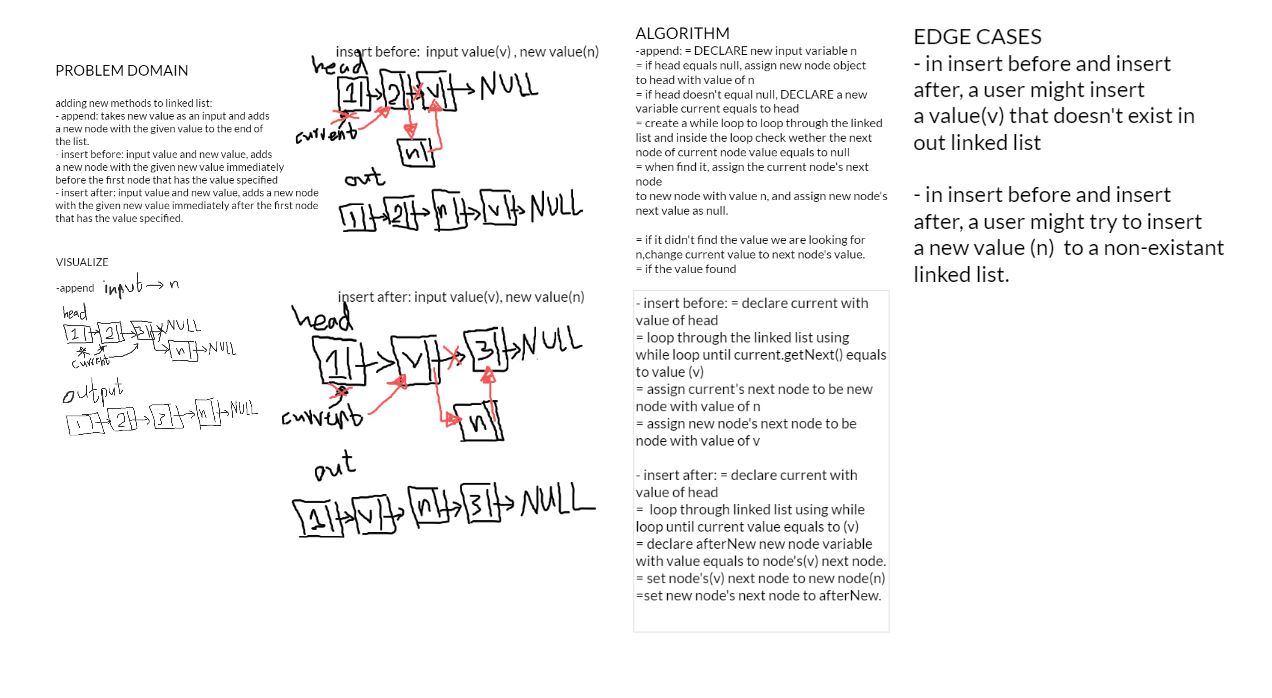 PROBLEM DOMAIN
adding new methods to linked list:
- append: takes new value as an input and adds
a new node with the given value to the end of
the list.
- insert before: input value and new value, adds
a new node with the given new value immediately
before the first node that has the value specified
- insert after: input value and new value, adds a new node
with the given new value immediately after the first node
that has the value specified.
VISUALIZE
-append input → n
head
1 2 3 NULL
n NULL
current
output
1 2 3 n NULL
insert before: input value(v) , new value(n)
head
1 2 v NULL
current
n
out
1 2 n v NULL
insert after: input value(v), new value(n)
head
1 v 3 NULL
current
n
out
1 v n 3 NULL
ALGORITHM
-append: = DECLARE new input variable n
= if head equals null, assign new node object
to head with value of n
= if head doesn't equal null, DECLARE a new
variable current equals to head
= create a while loop to loop through the linked
list and inside the loop check wether the next
node of current node value equals to null
= when find it, assign the current node's next
node
to new node with value n, and assign new node's
next value as null.
= if it didn't find the value we are looking for
n,change current value to next node's value.
= if the value found
- insert before: = declare current with
value of head
= loop through the linked list using
while loop until current.getNext() equals
to value (v)
= assign current's next node to be new
node with value of n
= assign new node's next node to be
node with value of v
- insert after: = declare current with
value of head
= loop through linked list using while
loop until current value equals to (v)
= declare afterNew new node variable
with value equals to node's(v) next node.
= set node's(v) next node to new node(n)
=set new node's next node to afterNew.
EDGE CASES
- in insert before and insert
after, a user might insert
a value(v) that doesn't exist in
out linked list
- in insert before and insert
after, a user might try to insert
a new value (n) to a non-existant
linked list.